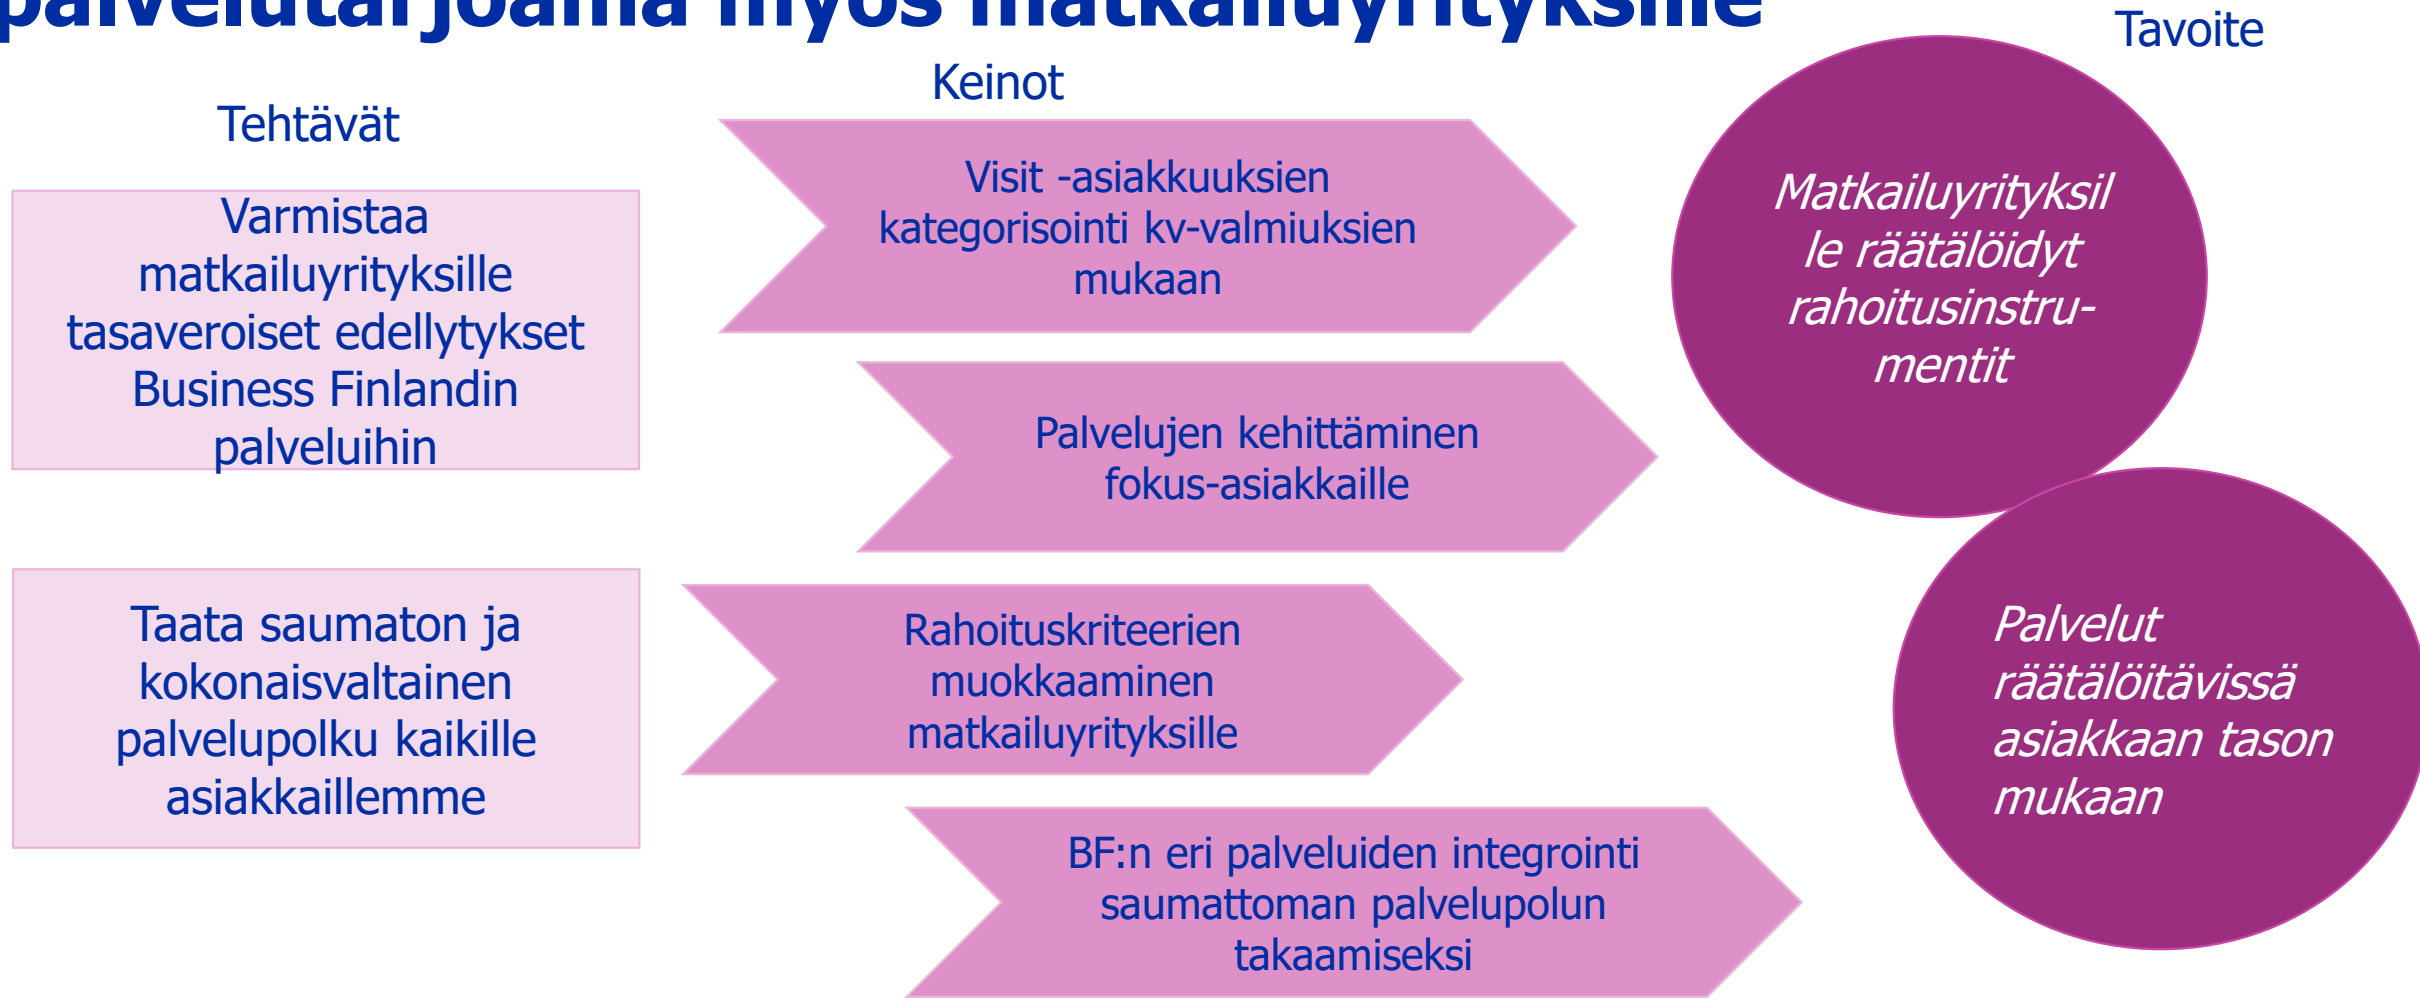 palvelutarjoama myös matkailuyrityksille
Tehtävät
Varmistaa
matkailuyrityksille
tasaveroiset edellytykset
Business Finlandin
palveluihin
Taata saumaton ja
kokonaisvaltainen
palvelupolku kaikille
asiakkaillemme
Keinot
Visit -asiakkuuksien
kategorisointi kv-valmiuksien
mukaan
Palvelujen kehittäminen
fokus-asiakkaille
Rahoituskriteerien
muokkaaminen
matkailuyrityksille
BF:n eri palveluiden integrointi
saumattoman palvelupolun
takaamiseksi
Tavoite
Matkailuyrityksil
le räätälöidyt
rahoitusinstru-
mentit
Palvelut
räätälöitävissä
asiakkaan tason
mukaan